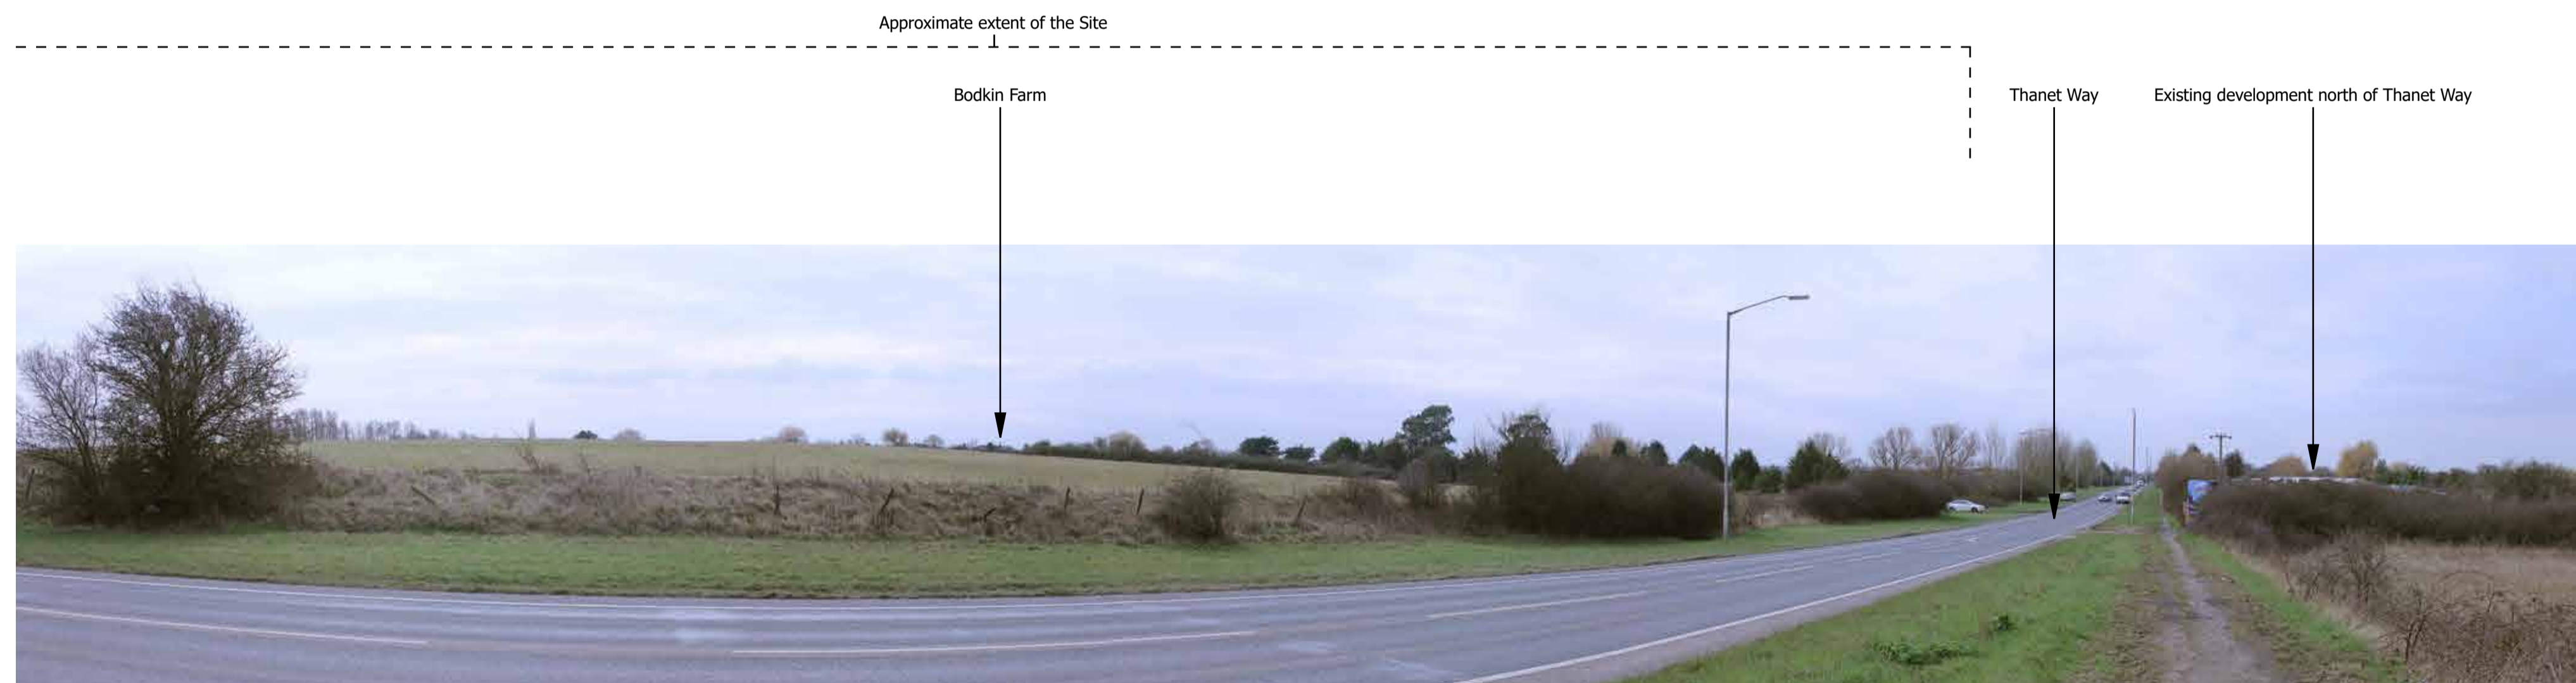 Approximate extent of the Site
Bodkin Farm
Thanet Way
Existing development north of Thanet Way